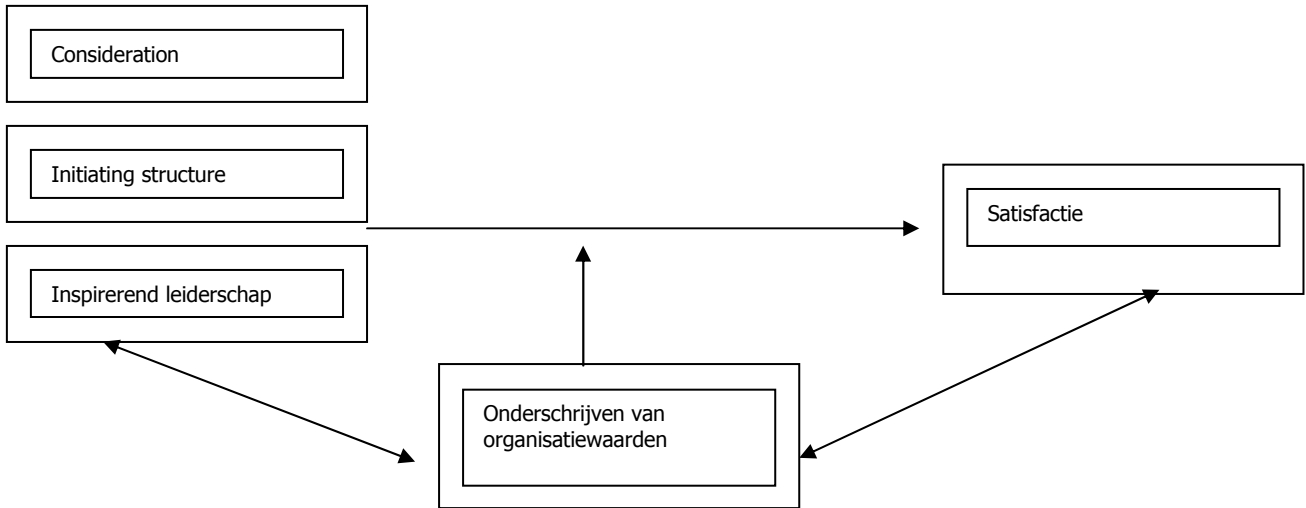 Consideration
Initiating structure
Inspirerend leiderschap
Satisfactie
Onderschrijven van
organisatiewaarden